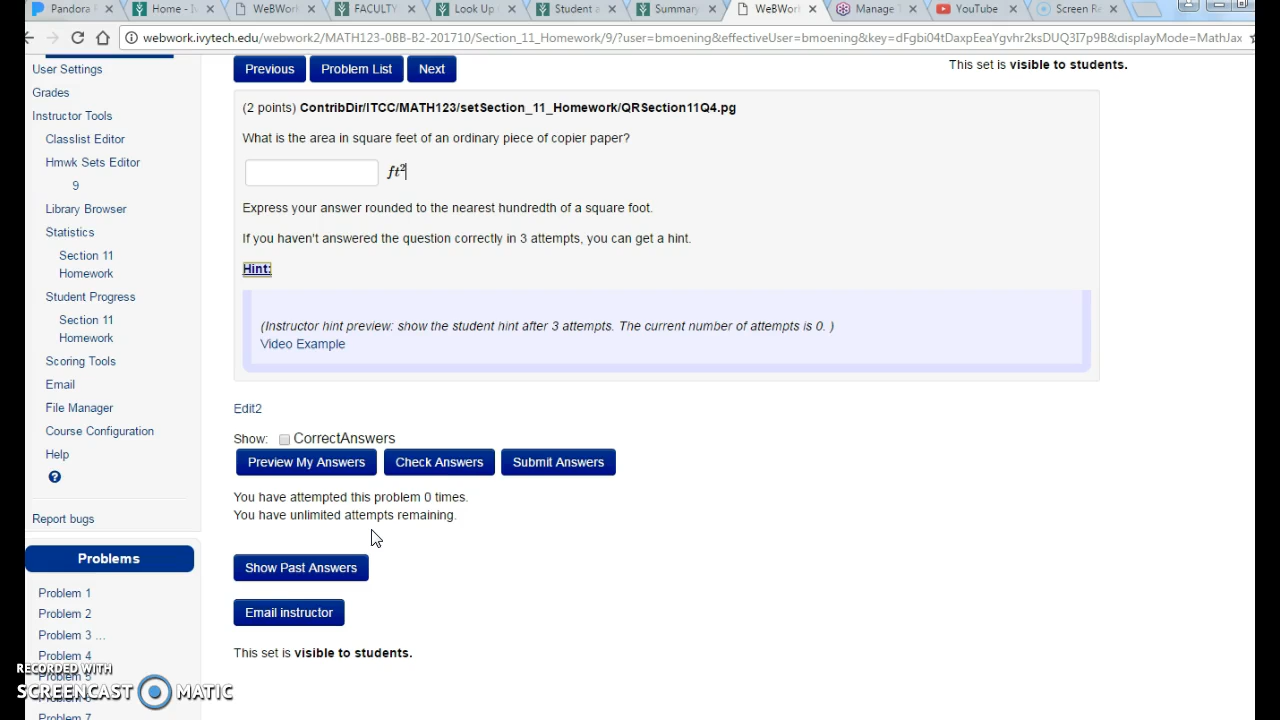 Pandora
Home - Iv
WeBWork
FACULTY
Look Up
Student a
Summary
WeBWork
Manage T
YouTube
Screen Re
webwork.ivytech.edu/webwork2/MATH123-0BB-B2-201710/Section_11_Homework/9/?user=bmoening&effectiveUser=bmoening&key=dFgbi04tDaxpEeaYgvhr2ksDUQ3I7p9B&displayMode=MathJax
User Settings
Grades
Instructor Tools
Classlist Editor
Hmwk Sets Editor
9
Library Browser
Statistics
Section 11
Homework
Student Progress
Section 11
Homework
Scoring Tools
Email
File Manager
Course Configuration
Help
Report bugs
Problems
Problem 1
Problem 2
Problem 3 ...
Problem 4
Problem 7
Previous
Problem List
Next
This set is visible to students.
(2 points) ContribDir/ITCC/MATH123/setSection_11_Homework/QRSection11Q4.pg
What is the area in square feet of an ordinary piece of copier paper?
ft²
Express your answer rounded to the nearest hundredth of a square foot.
If you haven't answered the question correctly in 3 attempts, you can get a hint.
Hint:
(Instructor hint preview: show the student hint after 3 attempts. The current number of attempts is 0. )
Video Example
Edit2
Show: CorrectAnswers
Preview My Answers
Check Answers
Submit Answers
You have attempted this problem 0 times.
You have unlimited attempts remaining.
Show Past Answers
Email instructor
This set is visible to students.
RECORDED WITH
SCREENCAST MATIC